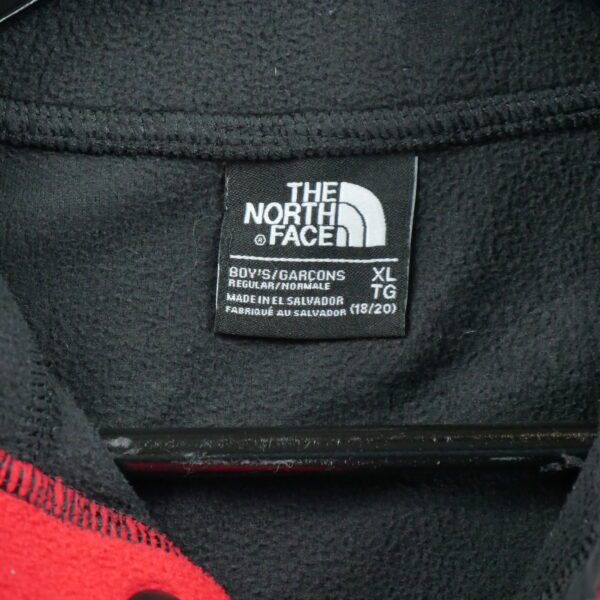 THE
NORTH
® FACE
BOY'S/GARÇONS XL
REGULAR/NORMALE TG
MADE IN EL SALVADOR
FABRIQUÉ AU SALVADOR (18/20)